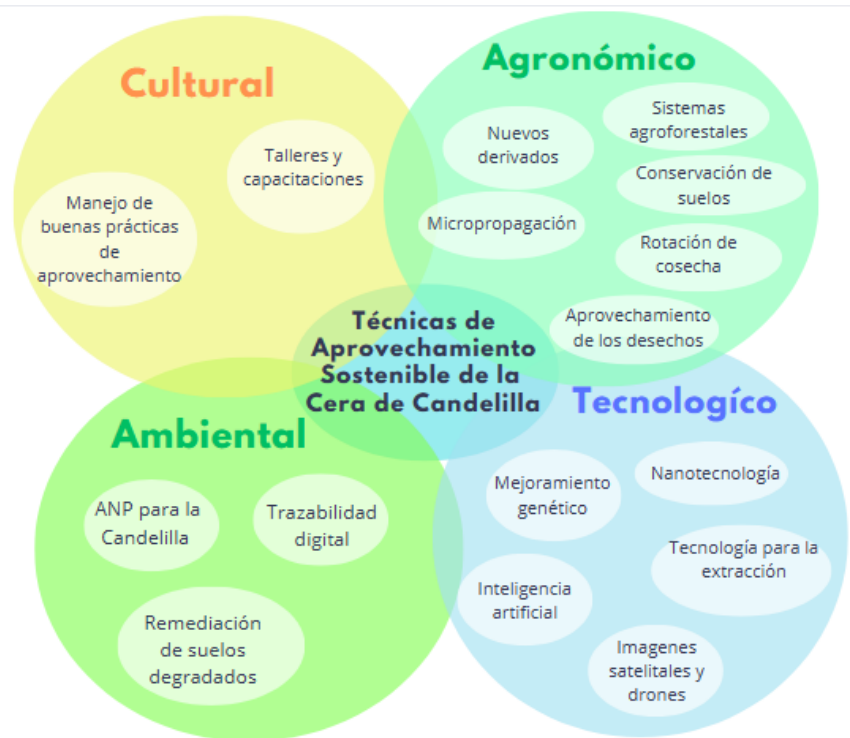 Cultural
Talleres y
capacitaciones
Manejo de
buenas prácticas
de
aprovechamiento
Agronómico
Nuevos
derivados
Sistemas
agroforestales
Conservación de
suelos
Micropropagación
Rotación de
cosecha
Aprovechamiento
de los desechos
Técnicas de
Aprovechamiento
Sostenible de la
Cera de Candelilla
Ambiental
ANP para la
Candelilla
Trazabilidad
digital
Remediación
de suelos
degradados
Tecnologíco
Mejoramiento
genético
Nanotecnología
Tecnología para la
extracción
Inteligencia
artificial
Imagenes
satelitales y
drones